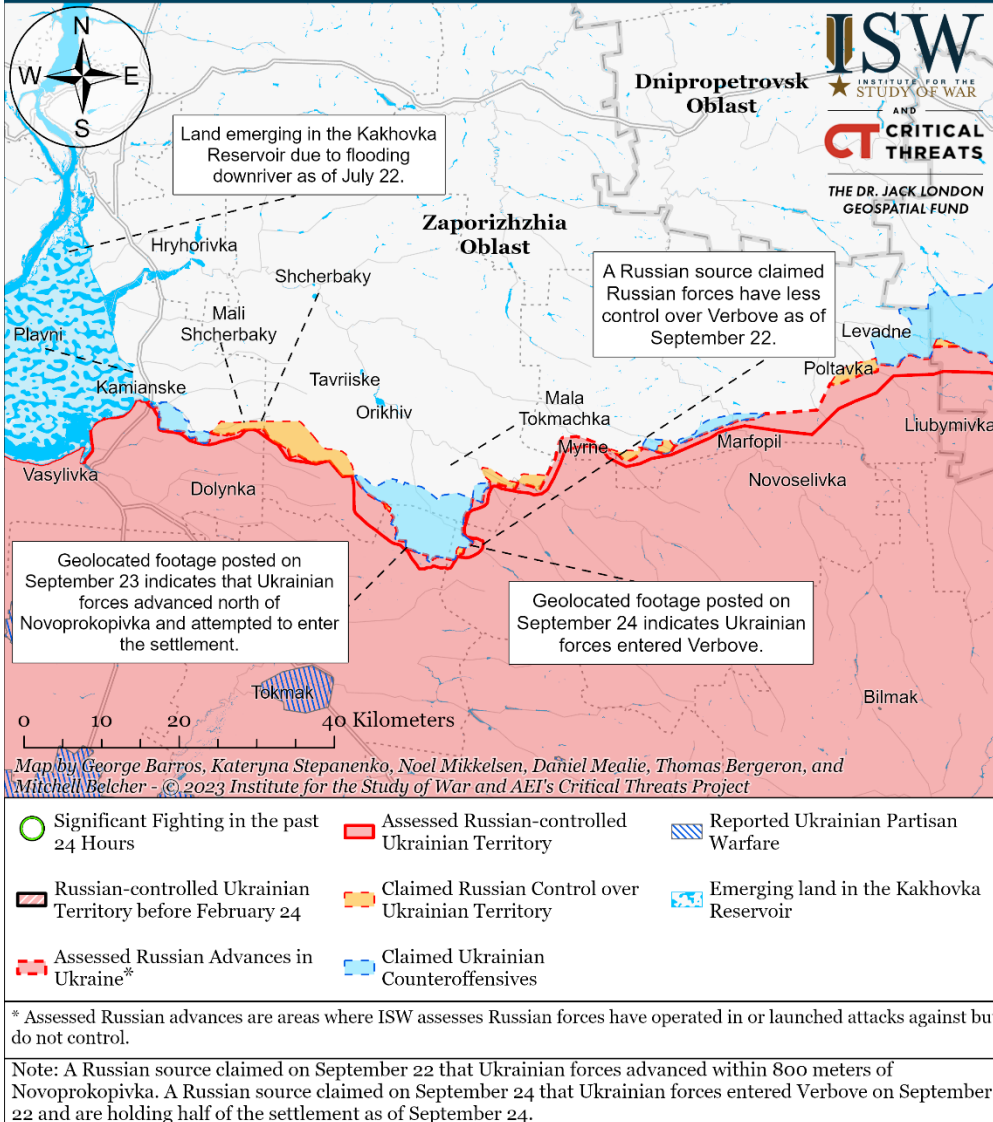 N
W
E
S
ISW
INSTITUTE FOR THE
STUDY OF WAR
AND
CT CRITICAL
THREATS
THE DR. JACK LONDON
GEOSPATIAL FUND
Dnipropetrovsk
Oblast
Land emerging in the Kakhovka
Reservoir due to flooding
downriver as of July 22.
Zaporizhzhia
Oblast
Hryhorivka
Shcherbaky
A Russian source claimed
Russian forces have less
control over Verbove as of
September 22.
Mali
Shcherbaky
Plavni
Levadne
Kamianske
Tavriiske
Poltavka
Orikhiv
Mala
Tokmachka
Myrne
Marfopil
Liubymivka
Vasylivka
Dolynka
Novoselivka
Geolocated footage posted on
September 23 indicates that Ukrainian
forces advanced north of
Novoprokopivka and attempted to enter
the settlement.
Geolocated footage posted on
September 24 indicates Ukrainian
forces entered Verbove.
Tokmak
Bilmak
0 10 20 40 Kilometers
Map by George Barros, Kateryna Stepanenko, Noel Mikkelsen, Daniel Mealie, Thomas Bergeron, and
Mitchell Belcher - © 2023 Institute for the Study of War and AEI's Critical Threats Project
Significant Fighting in the past
24 Hours
Russian-controlled Ukrainian
Territory before February 24
Assessed Russian Advances in
Ukraine*
Assessed Russian-controlled
Ukrainian Territory
Claimed Russian Control over
Ukrainian Territory
Claimed Ukrainian
Counteroffensives
Reported Ukrainian Partisan
Warfare
Emerging land in the Kakhovka
Reservoir
* Assessed Russian advances are areas where ISW assesses Russian forces have operated in or launched attacks against but
do not control.
Note: A Russian source claimed on September 22 that Ukrainian forces advanced within 800 meters of
Novoprokopivka. A Russian source claimed on September 24 that Ukrainian forces entered Verbove on September
22 and are holding half of the settlement as of September 24.